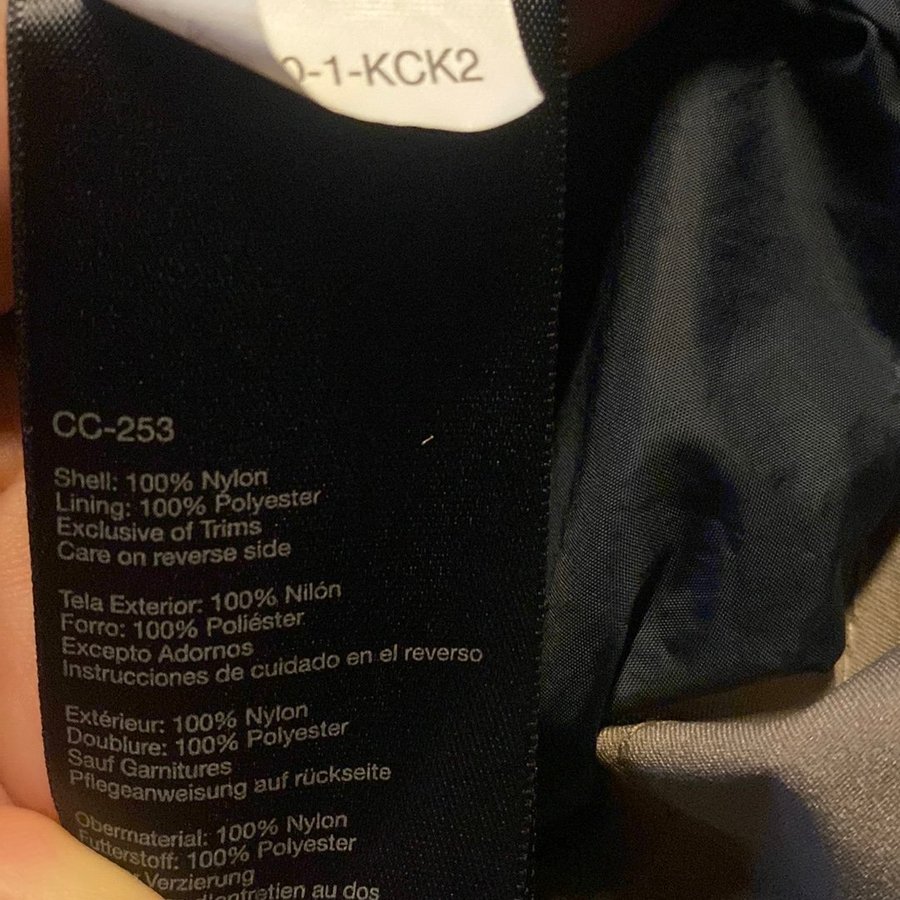 -1-KCK2
CC-253
Shell: 100% Nylon
Lining: 100% Polyester
Exclusive of Trims
Care on reverse side
Tela Exterior: 100% Nilón
Forro: 100% Poliéster
Excepto Adornos
Instrucciones de cuidado en el reverso
Extérieur: 100% Nylon
Doublure: 100% Polyester
Sauf Garnitures
Pflegeanweisung auf rückseite
Obermaterial: 100% Nylon
Futterstoff: 100% Polyester
Verzierung
au dos